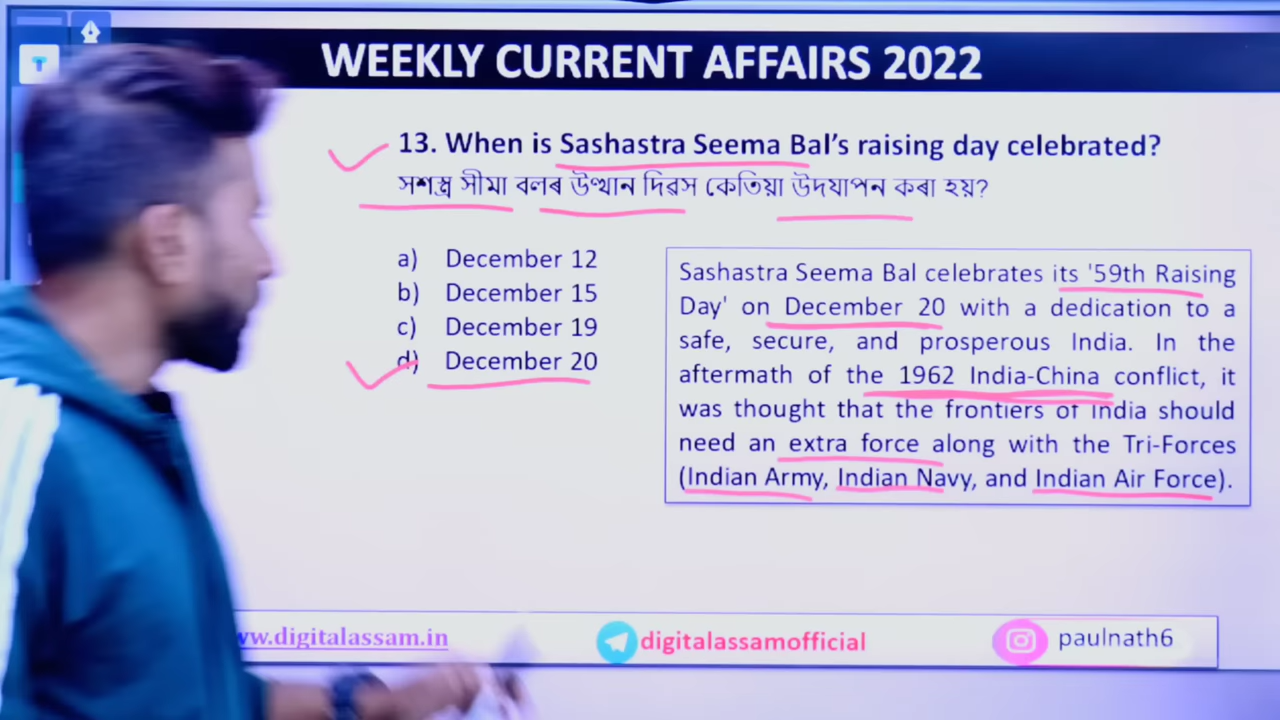 WEEKLY CURRENT AFFAIRS 2022
13. When is Sashastra Seema Bal’s raising day celebrated?
সশস্ত্ৰ সীমা বলৰ উত্থান দিৱস কেতিয়া উদযাপন কৰা হয়?
a) December 12
b) December 15
c) December 19
d) December 20
Sashastra Seema Bal celebrates its '59th Raising
Day' on December 20 with a dedication to a
safe, secure, and prosperous India. In the
aftermath of the 1962 India-China conflict, it
was thought that the frontiers of India should
need an extra force along with the Tri-Forces
(Indian Army, Indian Navy, and Indian Air Force).
ww.digitalassam.in
digitalassamofficial
paulnath6